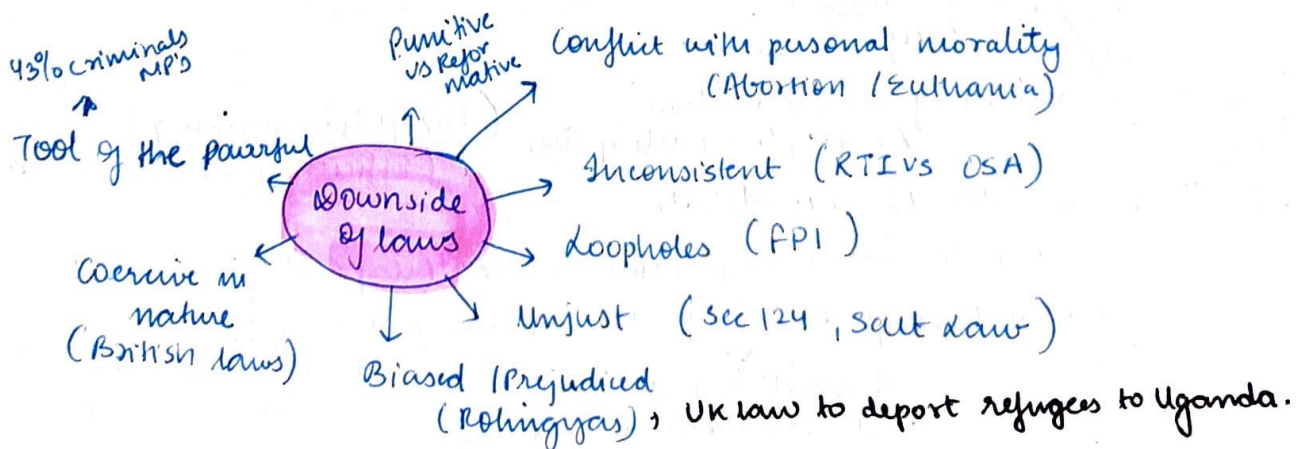 43% criminals
MP's
Tool of the powerful
Punitive
vs Refor
mative
Conflict with personal morality
(Abortion / Euthania)
Inconsistent (RTI vs OSA)
Downside
of laws
Loopholes (FPI)
Coercive in
nature
(British laws)
Unjust (Sec 124, Salt Law)
Biased /Prejudiced
(Rohingyas), UK law to deport refugees to Uganda.